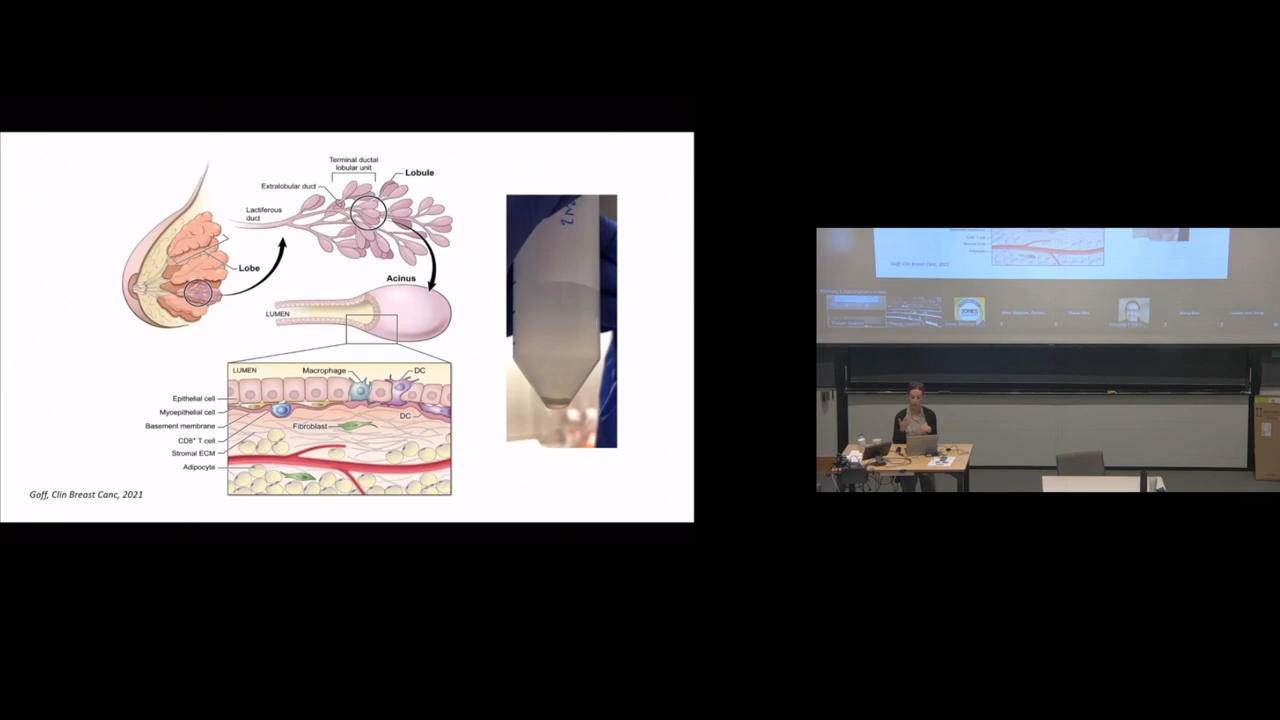 Terminal ductal
lobular unit
Lobule
Extralobular duct
Lactiferous
duct
Lobe
Acinus
LUMEN
LUMEN
Macrophage
DC
Epithelial cell
Myoepithelial cell
DC
Basement membrane
Fibroblast
CD8⁺ T cell
Stromal ECM
Adipocyte
Goff, Clin Breast Canc, 2021
JONES